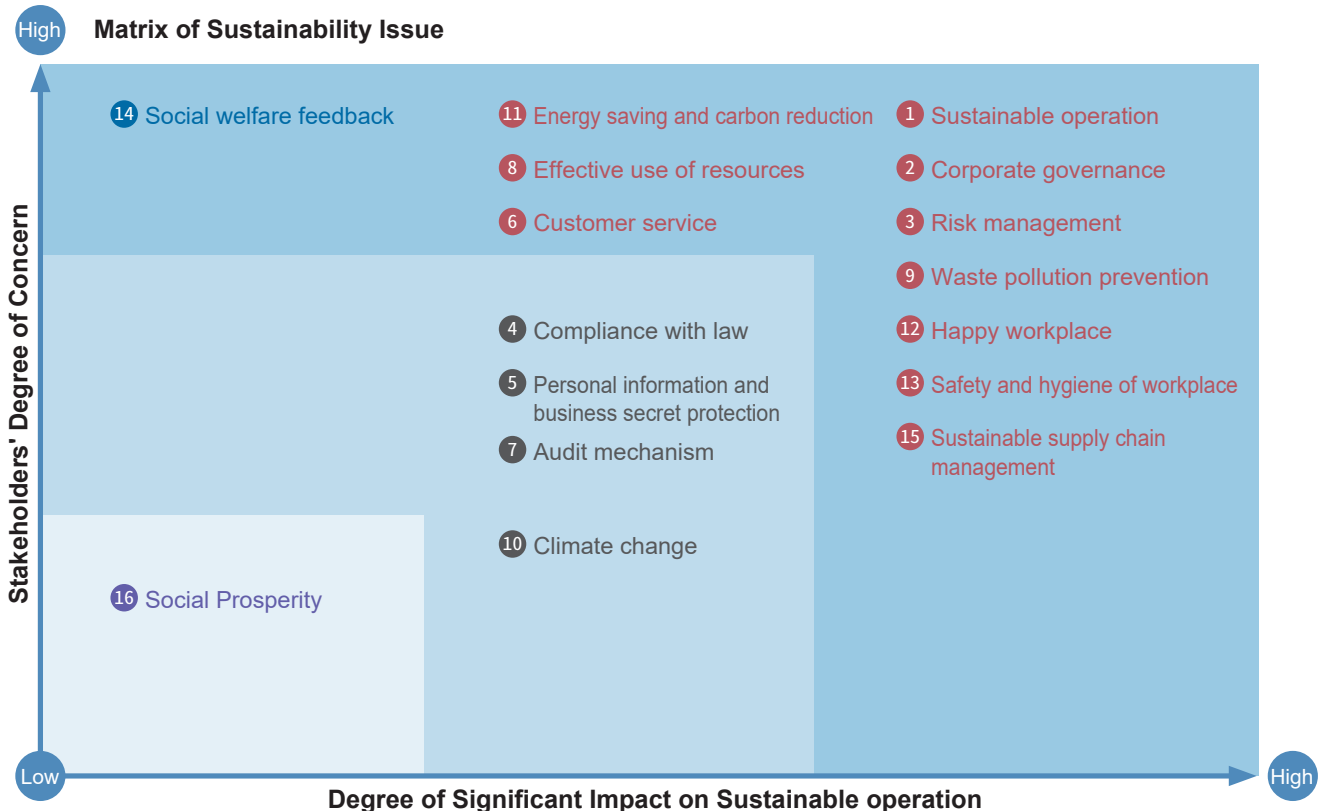 High
Matrix of Sustainability Issue
Stakeholders' Degree of Concern
14 Social welfare feedback
11 Energy saving and carbon reduction
1 Sustainable operation
8 Effective use of resources
2 Corporate governance
6 Customer service
3 Risk management
9 Waste pollution prevention
4 Compliance with law
12 Happy workplace
5 Personal information and
business secret protection
13 Safety and hygiene of workplace
7 Audit mechanism
15 Sustainable supply chain
management
10 Climate change
16 Social Prosperity
Low
High
Degree of Significant Impact on Sustainable operation